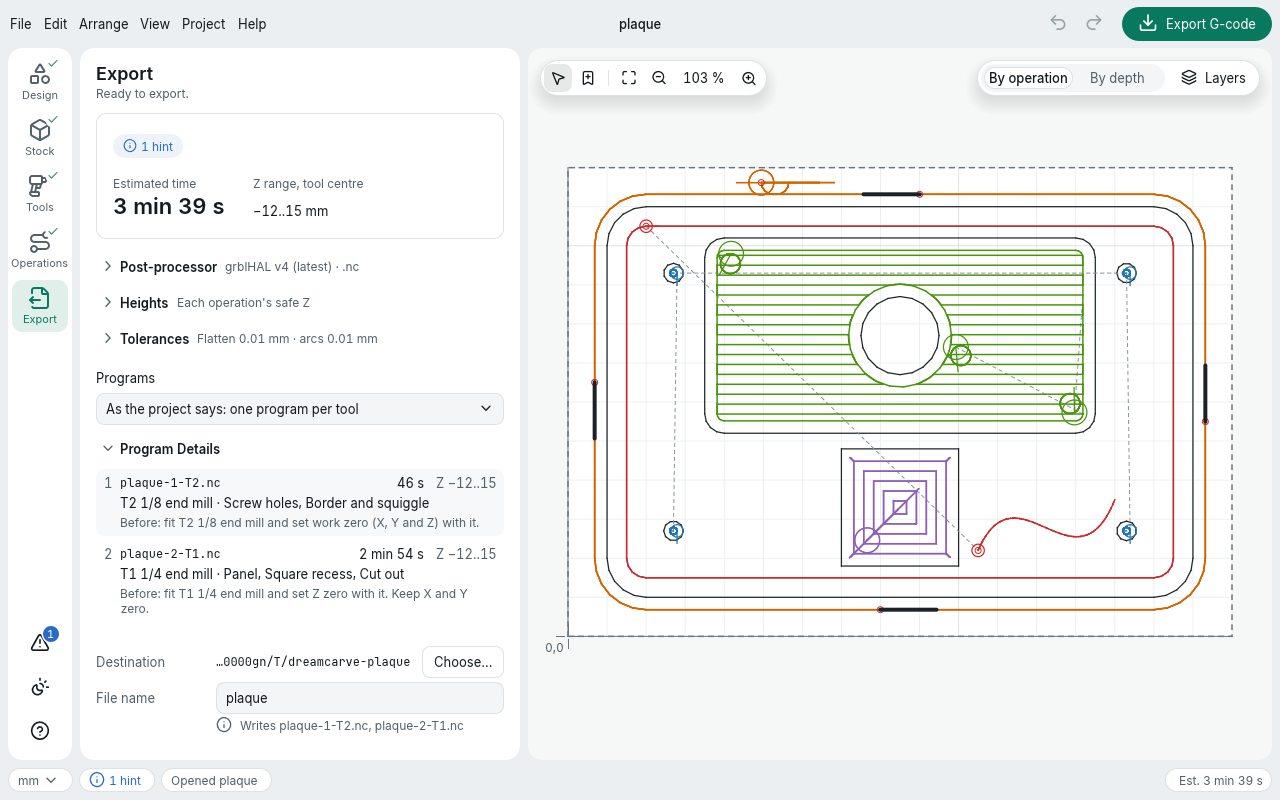 File Edit Arrange View Project Help
plaque
Export G-code
Design
Stock
Tools
Operations
Export
1
Export
Ready to export.
1 hint
Estimated time
3 min 39 s
Z range, tool centre
−12..15 mm
Post-processor grblHAL v4 (latest) · .nc
Heights Each operation's safe Z
Tolerances Flatten 0.01 mm · arcs 0.01 mm
Programs
As the project says: one program per tool
Program Details
1 plaque-1-T2.nc 46 s Z −12..15
T2 1/8 end mill · Screw holes, Border and squiggle
Before: fit T2 1/8 end mill and set work zero (X, Y and Z) with it.
2 plaque-2-T1.nc 2 min 54 s Z −12..15
T1 1/4 end mill · Panel, Square recess, Cut out
Before: fit T1 1/4 end mill and set Z zero with it. Keep X and Y
zero.
Destination …0000gn/T/dreamcarve-plaque Choose...
File name plaque
Writes plaque-1-T2.nc, plaque-2-T1.nc
103 %
By operation By depth Layers
0,0
mm 1 hint Opened plaque Est. 3 min 39 s